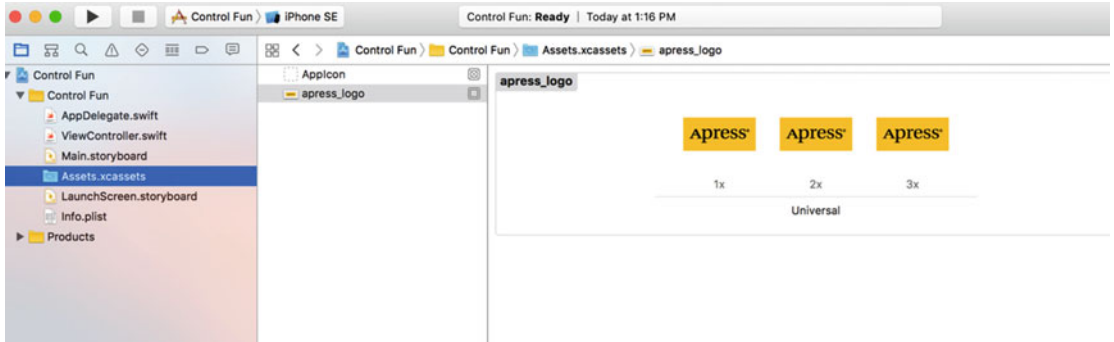 Control Fun iPhone SE
Control Fun: Ready | Today at 1:16 PM
Control Fun Control Fun Assets.xcassets apress_logo
Control Fun
Control Fun
AppDelegate.swift
ViewController.swift
Main.storyboard
Assets.xcassets
LaunchScreen.storyboard
Info.plist
Products
AppIcon
apress_logo
apress_logo
Apress® Apress® Apress®
1x 2x 3x
Universal